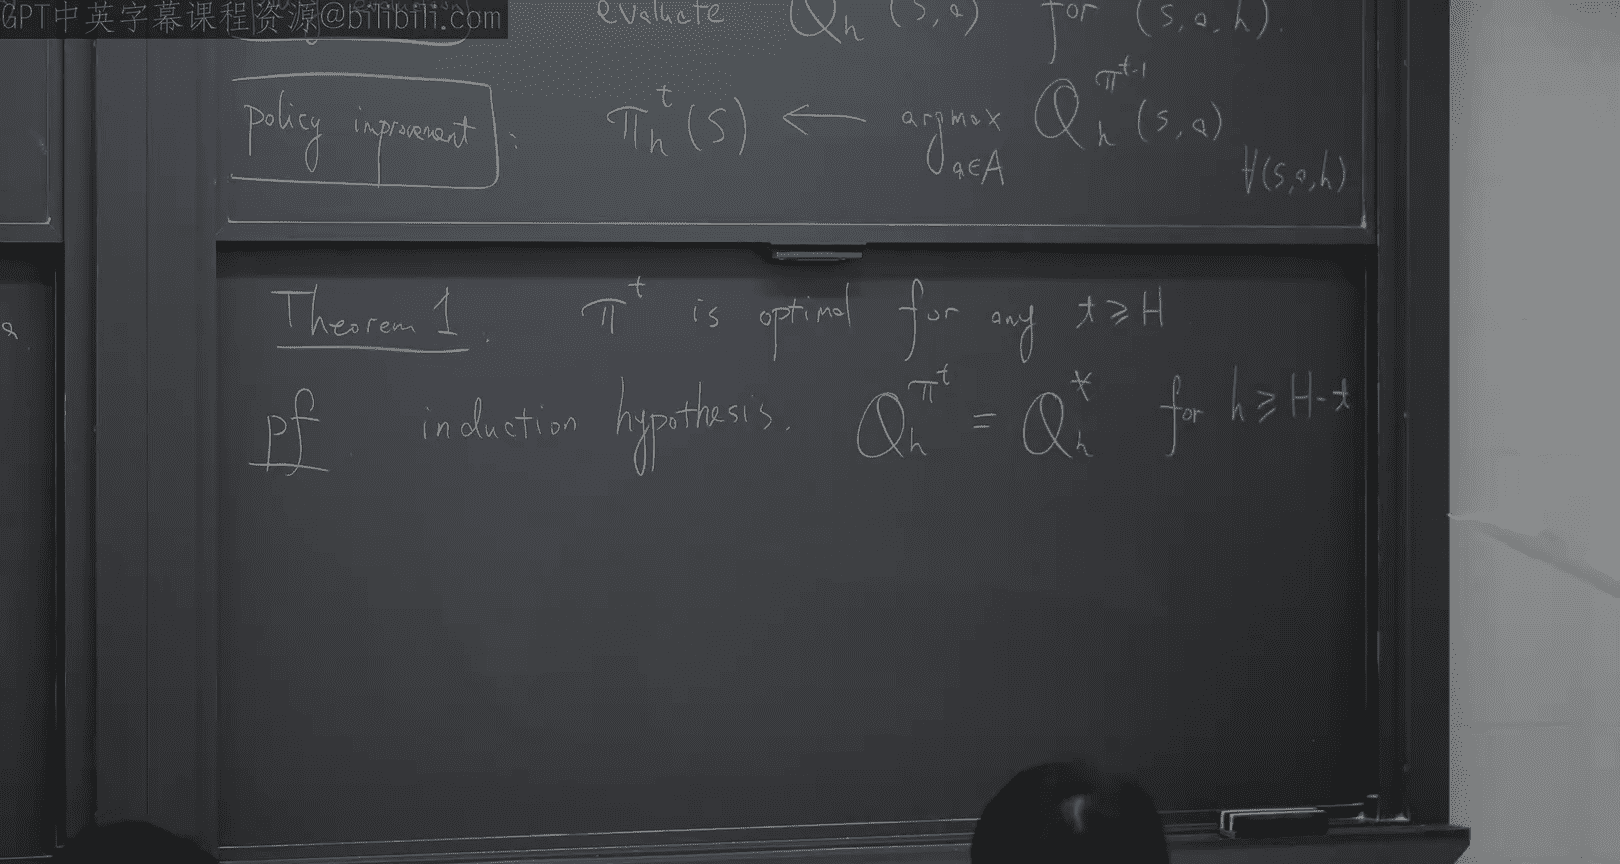 GPT中英字幕课程资源@bilibili.com
evaluate Q_h (s,a) for (s,a,h).
policy improvement : π_h^t (s) ← argmax_{a∈A} Q_h^{π^{t-1}} (s,a) ∀(s,a,h)
a.
Theorem 1. π^t is optimal for any t ≥ H
pf induction hypothesis. Q_h^{π^t} = Q_h^* for h ≥ H-t